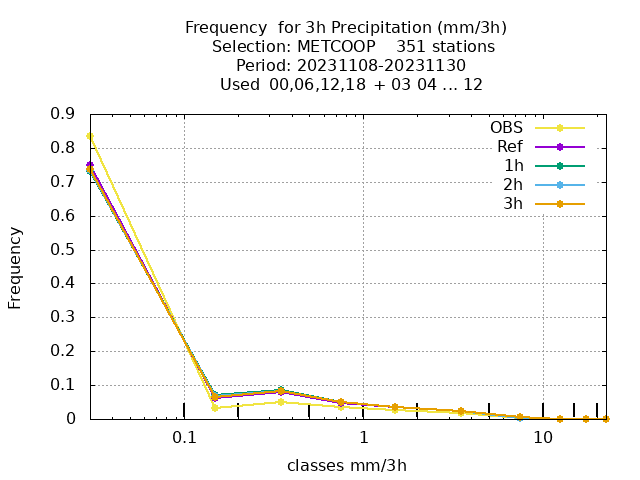 Frequency  for 3h Precipitation (mm/3h)
Selection: METCOOP    351 stations
Period: 20231108-20231130
Used  00,06,12,18  + 03 04 ... 12
0.9
0.8
0.7
0.6
0.5
0.4
0.3
0.2
0.1
0
Frequency
OBS
Ref
1h
2h
3h
0.1 1 10
classes mm/3h